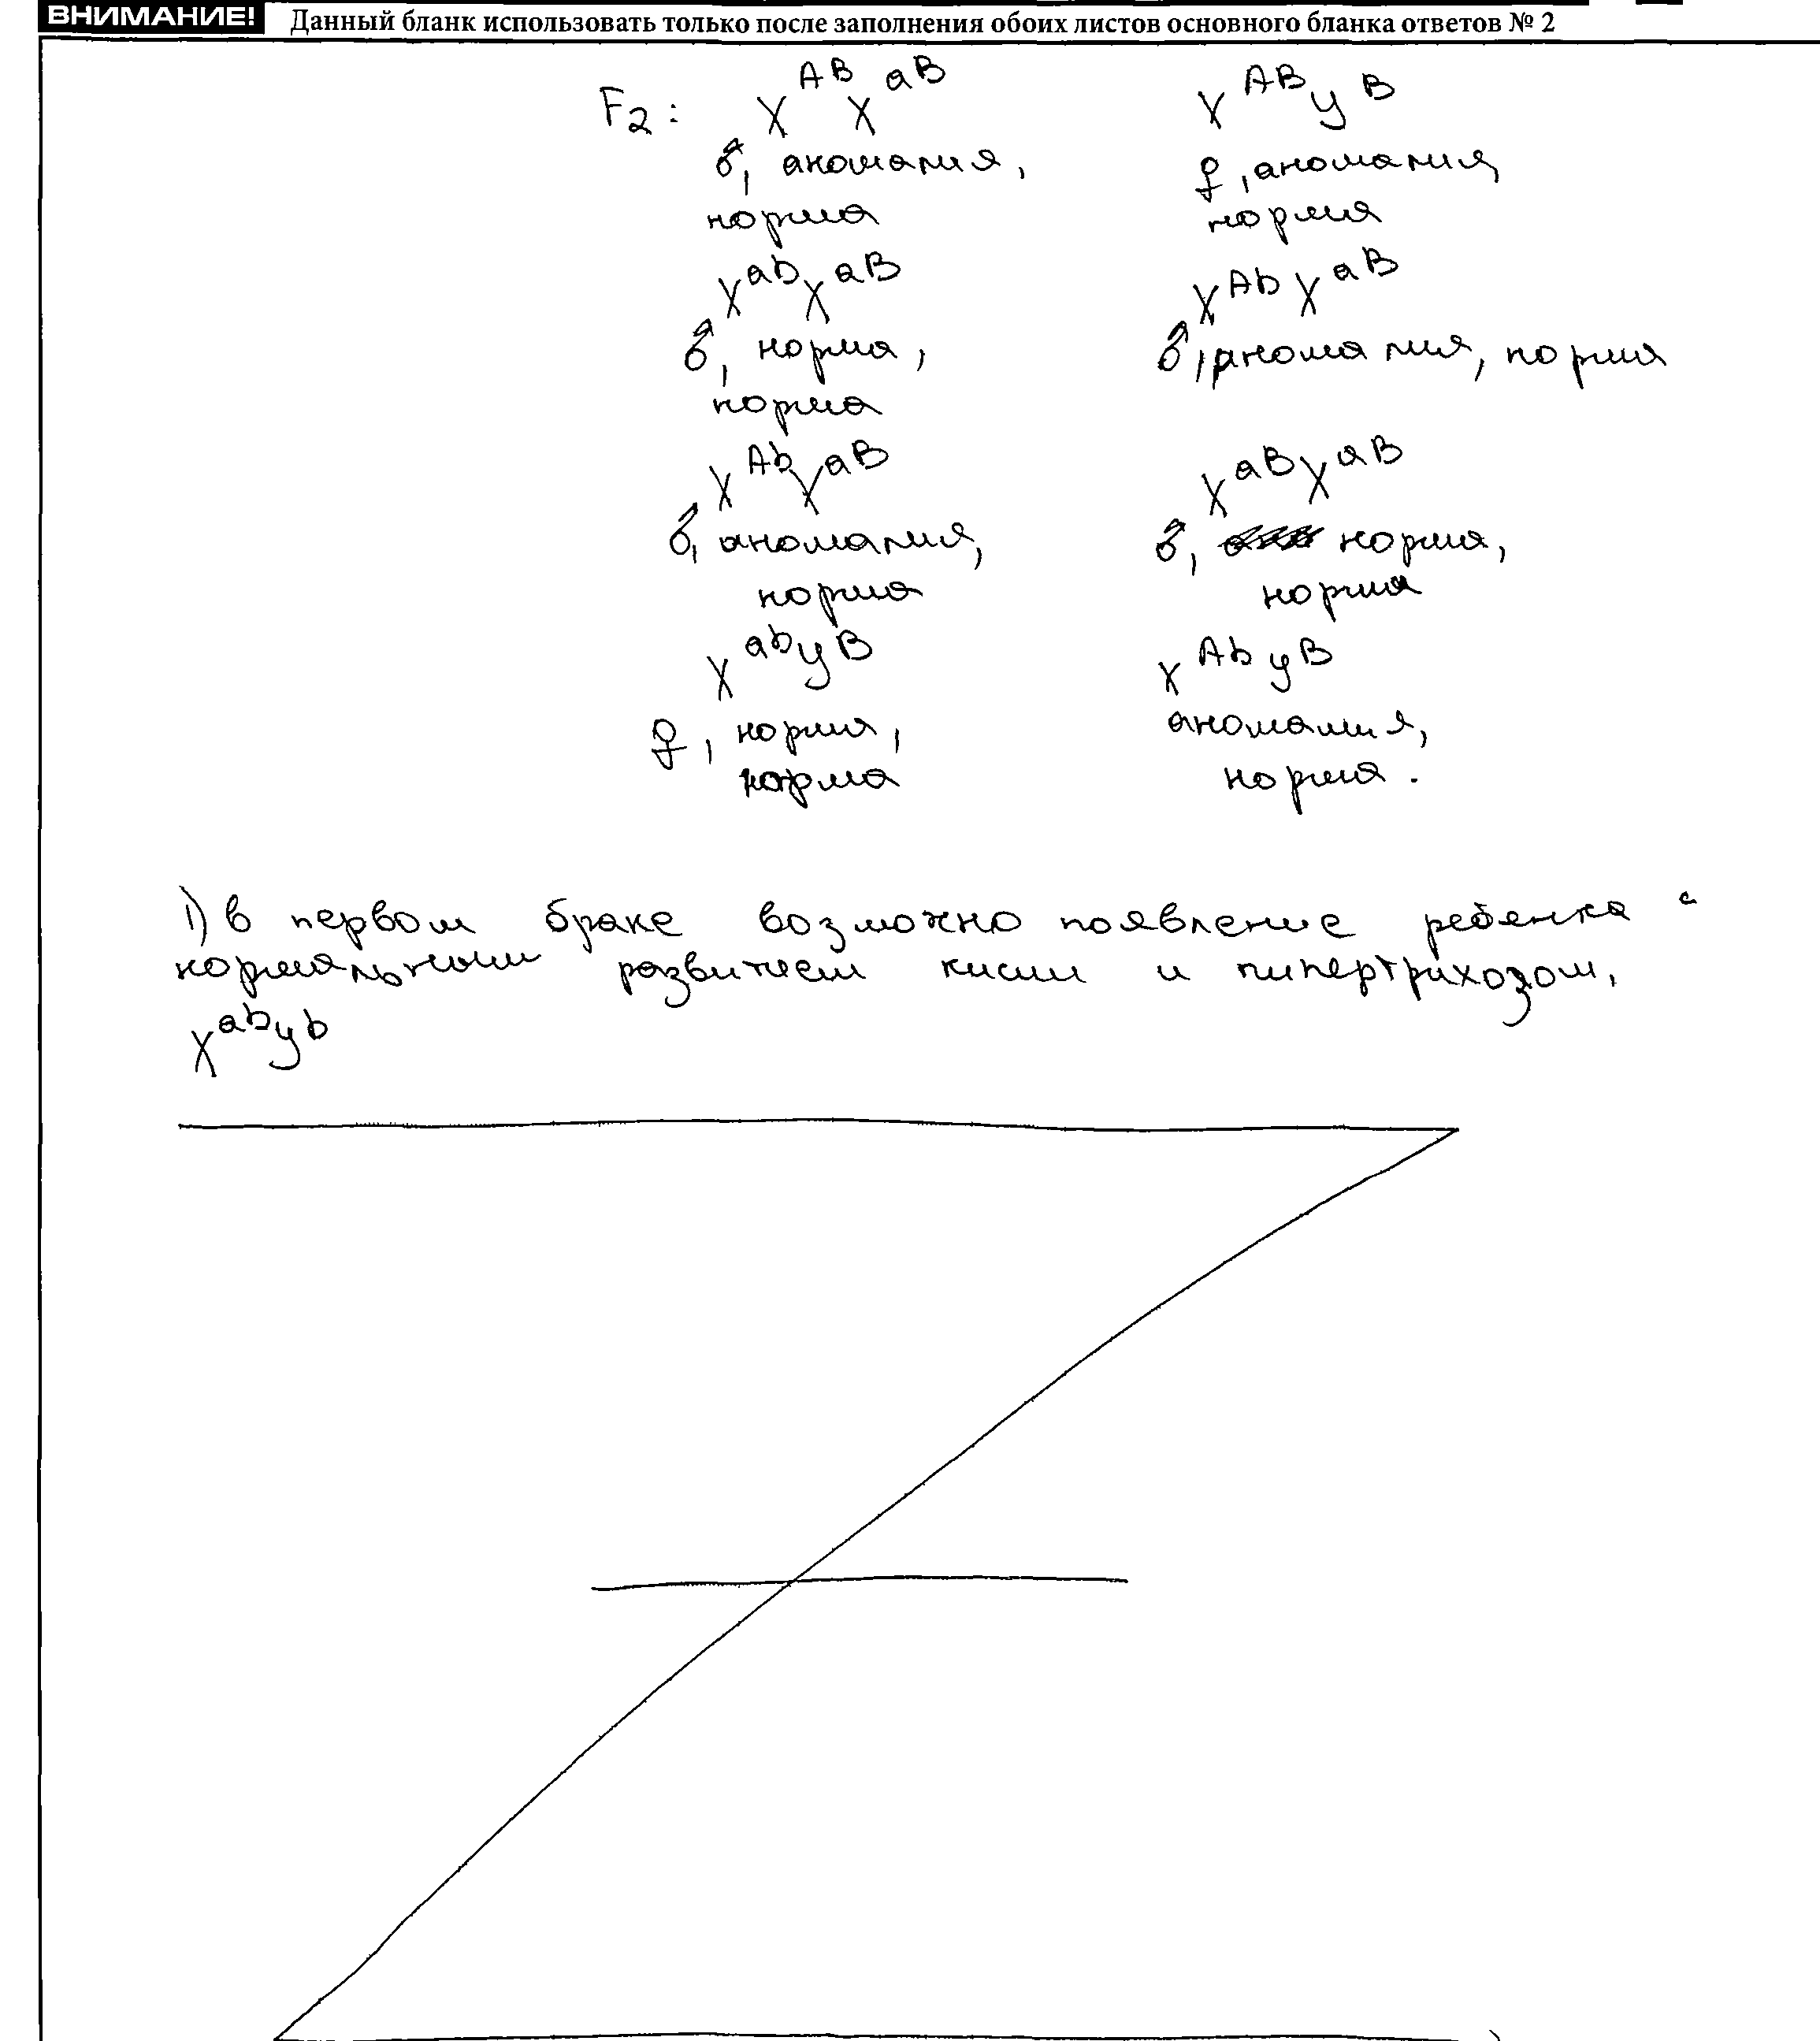 ВНИМАНИЕ! Данный бланк использовать только после заполнения обоих листов основного бланка ответов № 2
F₂: X^AB X^aB X^AB y^B
♂, аномалия, ♀, аномалия
норма норма
X^ab X^aB X^Ab X^aB
♂, норма, ♂, аномалия, норма
норма
X^Ab X^aB X^aB X^aB
♂, аномалия, ♂, норма,
норма норма
X^ab y^B X^Ab y^B
♀, норма, аномалия,
норма норма.
1) в первом браке возможно появление ребенка с
нормальным развитием кисти и гипертрихозом,
X^ab y^b